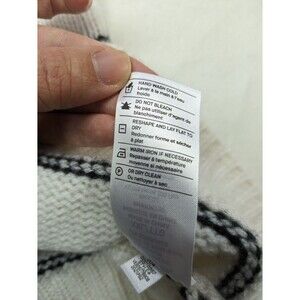 HAND WASH COLD
Laver à la main à l'eau
froide
DO NOT BLEACH
Ne pas utiliser d'agent de
blanchiment
RESHAPE AND LAY FLAT TO
DRY
Redonner forme et sécher
à plat
WARM IRON IF NECESSARY
Repasser à température
moyenne si nécessaire
OR DRY CLEAN
Ou nettoyer à sec